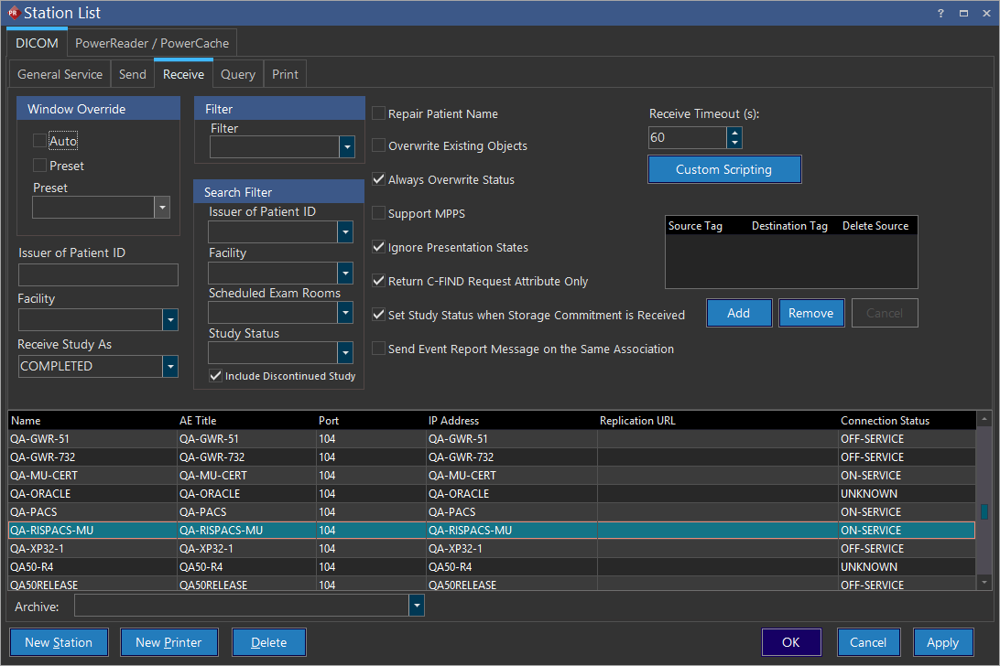 PR Station List
DICOM PowerReader / PowerCache
General Service Send Receive Query Print
Window Override
Auto
Preset
Preset
Issuer of Patient ID
Facility
Receive Study As
COMPLETED
Filter
Filter
Search Filter
Issuer of Patient ID
Facility
Scheduled Exam Rooms
Study Status
Include Discontinued Study
Repair Patient Name
Overwrite Existing Objects
Always Overwrite Status
Support MPPS
Ignore Presentation States
Return C-FIND Request Attribute Only
Set Study Status when Storage Commitment is Received
Send Event Report Message on the Same Association
Receive Timeout (s):
60
Custom Scripting
Source Tag Destination Tag Delete Source
Add Remove Cancel
Name AE Title Port IP Address Replication URL Connection Status
QA-GWR-51 QA-GWR-51 104 QA-GWR-51 OFF-SERVICE
QA-GWR-732 QA-GWR-732 104 QA-GWR-732 OFF-SERVICE
QA-MU-CERT QA-MU-CERT 104 QA-MU-CERT ON-SERVICE
QA-ORACLE QA-ORACLE 104 QA-ORACLE UNKNOWN
QA-PACS QA-PACS 104 QA-PACS ON-SERVICE
QA-RISPACS-MU QA-RISPACS-MU 104 QA-RISPACS-MU ON-SERVICE
QA-XP32-1 QA-XP32-1 104 QA-XP32-1 OFF-SERVICE
QA50-R4 QA50-R4 104 QA50-R4 UNKNOWN
QA50RELEASE QA50RELEASE 104 QA50RELEASE OFF-SERVICE
Archive:
New Station New Printer Delete OK Cancel Apply